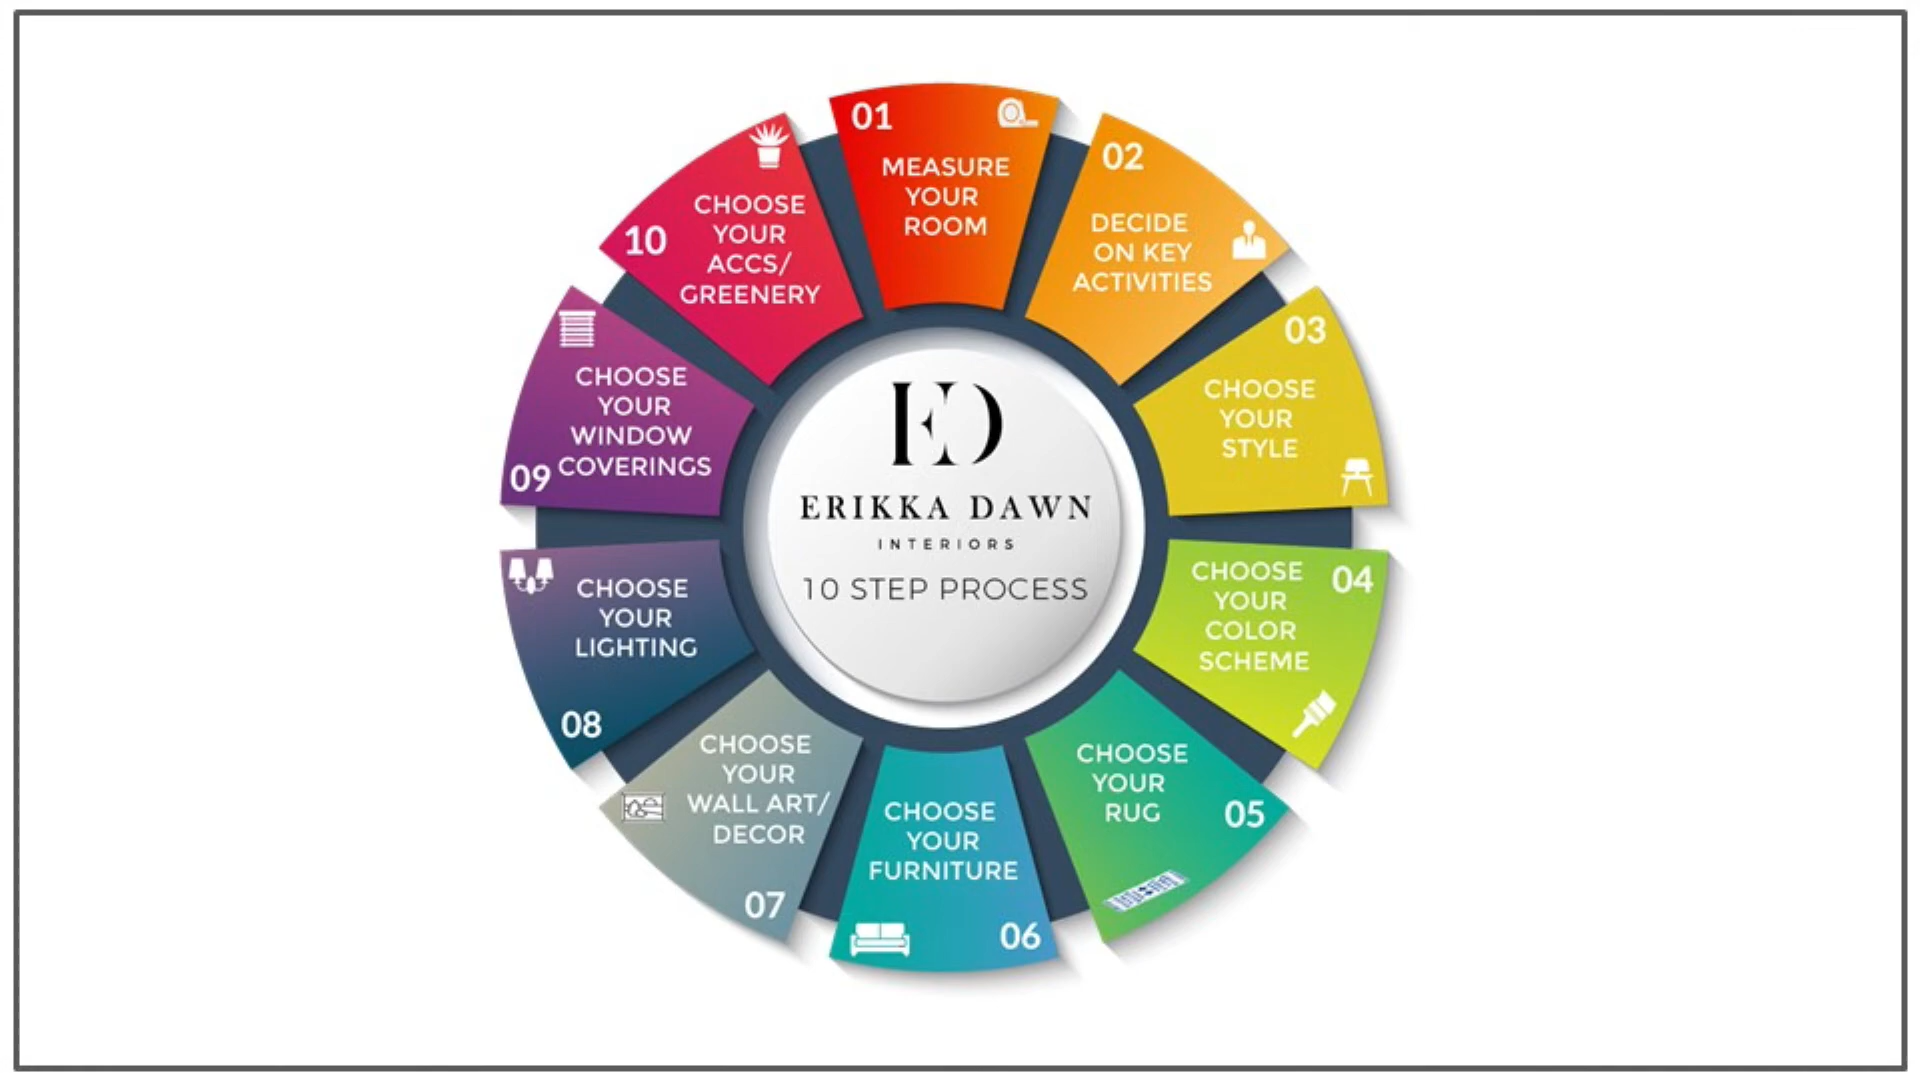 01
MEASURE
YOUR
ROOM
02
DECIDE
ON KEY
ACTIVITIES
03
CHOOSE
YOUR
STYLE
04
CHOOSE
YOUR
COLOR
SCHEME
05
CHOOSE
YOUR
RUG
06
CHOOSE
YOUR
FURNITURE
07
CHOOSE
YOUR
WALL ART/
DECOR
08
CHOOSE
YOUR
LIGHTING
09
CHOOSE
YOUR
WINDOW
COVERINGS
10
CHOOSE
YOUR
ACCS/
GREENERY
ED
ERIKKA DAWN
INTERIORS
10 STEP PROCESS